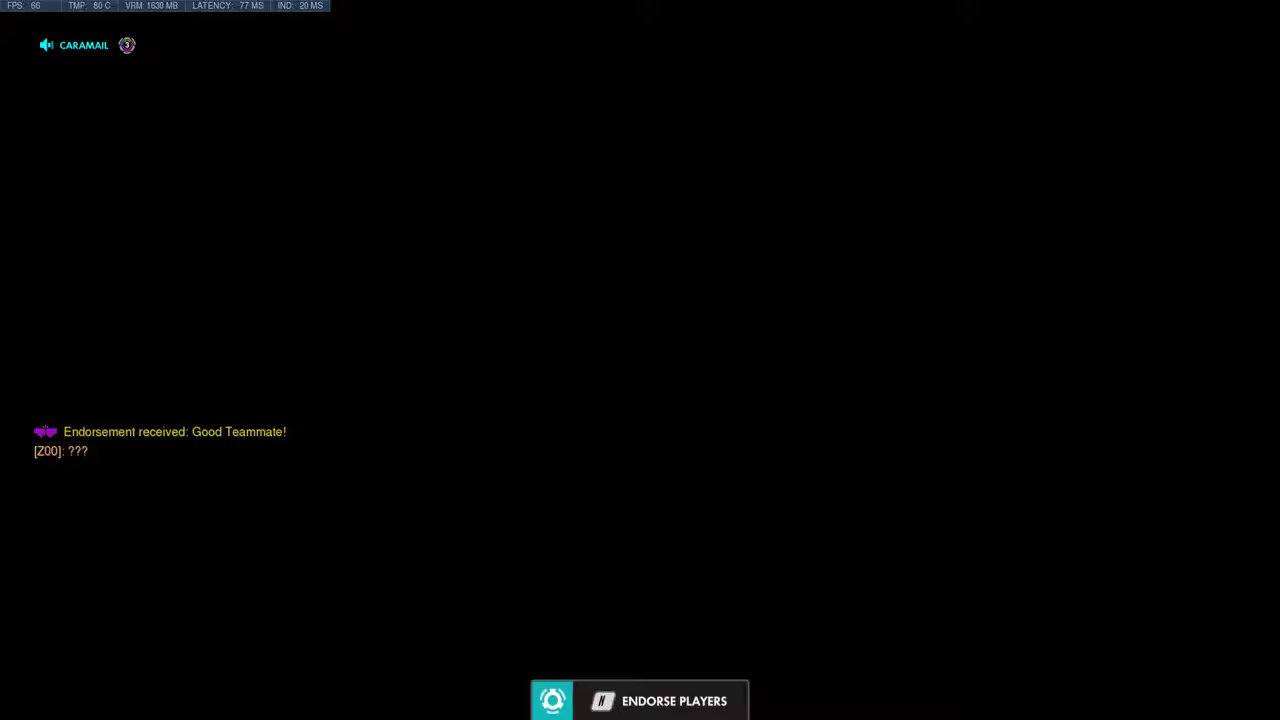 FPS: 66 TMP: 80 C VRM: 1630 MB LATENCY: 77 MS IND: 20 MS
CARAMAIL 3
Endorsement received: Good Teammate!
[Z00]: ???
N ENDORSE PLAYERS